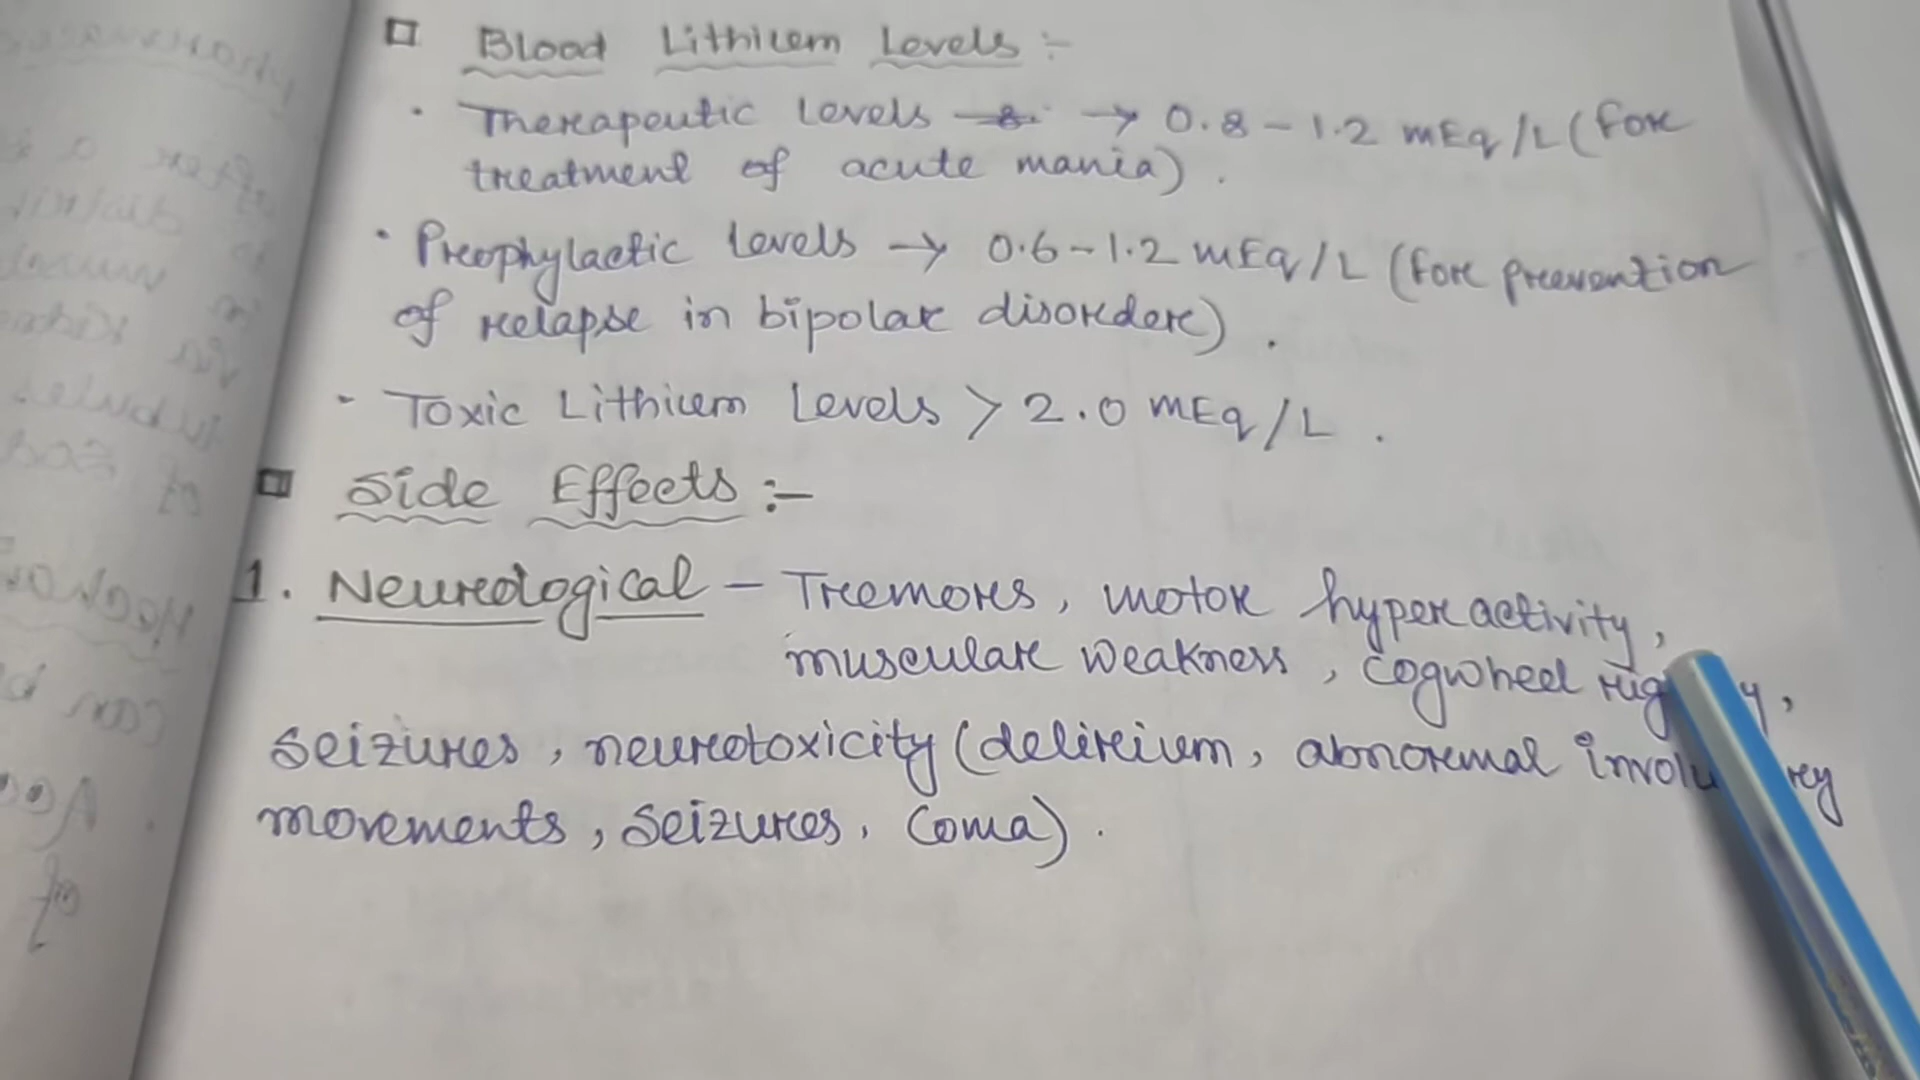 Blood Lithium Levels :-
· Therapeutic Levels → 0.8 - 1.2 mEq/L (for
treatment of acute mania).
· Prophylactic Levels → 0.6 - 1.2 mEq/L (for prevention
of relapse in bipolar disorder).
- Toxic Lithium Levels > 2.0 mEq/L.
Side Effects :-
1. Neurological - Tremors, motor hyperactivity,
muscular weakness, cogwheel
seizures, neurotoxicity (delirium, abnormal
movements, seizures, coma).